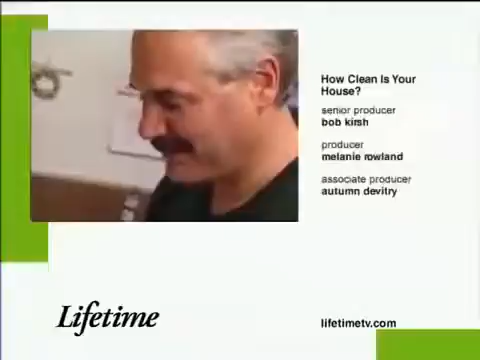 How Clean Is Your
House?
senior producer
bob kirsh
producer
melanie rowland
associate producer
autumn devitry
Lifetime
lifetimetv.com